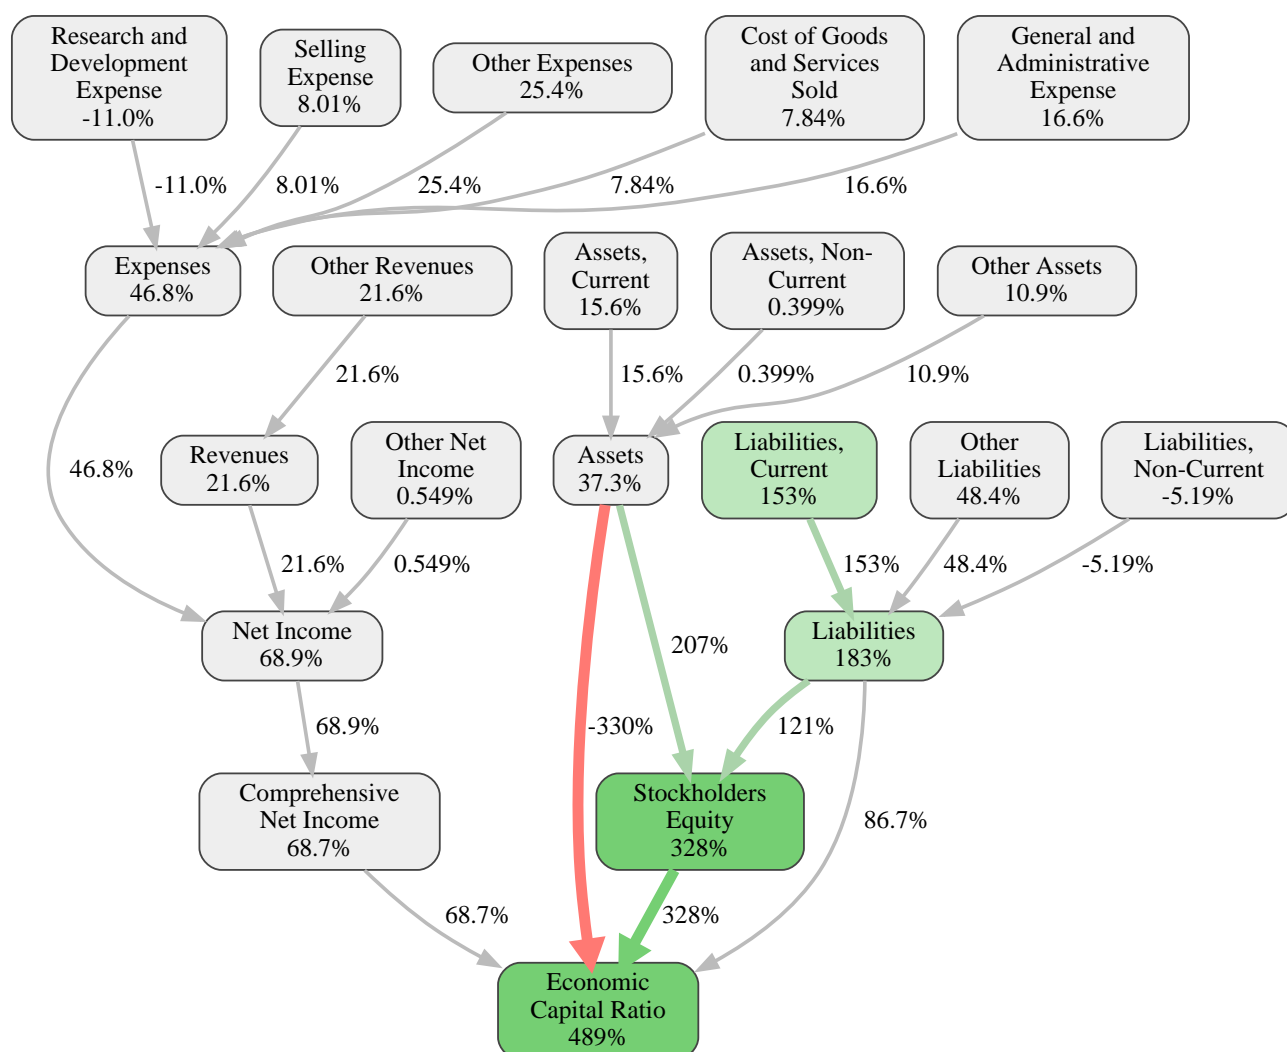 Research and
Development
Expense
-11.0%
Selling
Expense
8.01%
Other Expenses
25.4%
Cost of Goods
and Services
Sold
7.84%
General and
Administrative
Expense
16.6%
-11.0%
8.01%
25.4%
7.84%
16.6%
Expenses
46.8%
Other Revenues
21.6%
Assets,
Current
15.6%
Assets, Non-
Current
0.399%
Other Assets
10.9%
21.6%
15.6%
0.399%
10.9%
46.8%
Revenues
21.6%
Other Net
Income
0.549%
Assets
37.3%
Liabilities,
Current
153%
Other
Liabilities
48.4%
Liabilities,
Non-Current
-5.19%
21.6%
0.549%
153%
48.4%
-5.19%
Net Income
68.9%
207%
Liabilities
183%
68.9%
-330%
121%
Comprehensive
Net Income
68.7%
Stockholders
Equity
328%
86.7%
68.7%
328%
Economic
Capital Ratio
489%